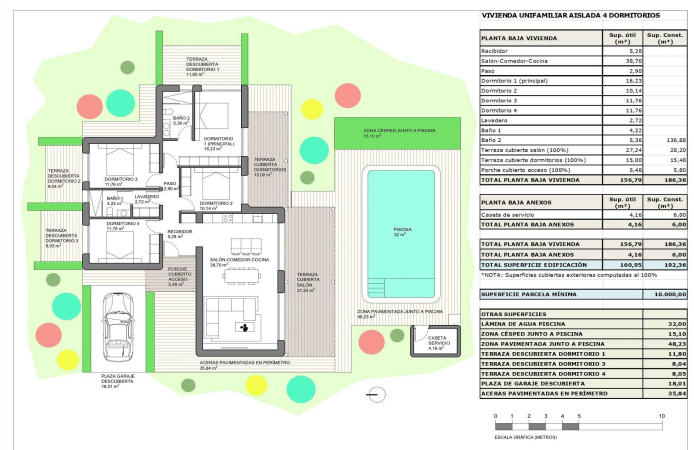 TERRAZA
DESCUBIERTA
DORMITORIO 1
11,80 m²
BAÑO 2
5,36 m²
DORMITORIO
1 (PRINCIPAL)
16,23 m²
ZONA CÉSPED JUNTO A PISCINA
15,10 m²
TERRAZA
CUBIERTA
DORMITORIOS
15,00 m²
TERRAZA
DESCUBIERTA
DORMITORIO 2
8,04 m²
DORMITORIO 3
11,76 m²
PASO
2,90 m²
BAÑO 1
4,22 m²
LAVADERO
2,72 m²
DORMITORIO 2
10,14 m²
DORMITORIO 4
11,76 m²
TERRAZA
DESCUBIERTA
DORMITORIO 3
8,05 m²
RECIBIDOR
5,28 m²
PISCINA
32 m²
SALÓN-COMEDOR-COCINA
38,70 m²
PORCHE
CUBIERTO
ACCESO
5,48 m²
TERRAZA
CUBIERTA
SALÓN
27,24 m²
ZONA PAVIMENTADA JUNTO A PISCINA
48,23 m²
CASETA
SERVICIO
4,16 m²
ACERAS PAVIMENTADAS EN PERÍMETRO
35,84 m²
PLAZA GARAJE
DESCUBIERTA
18,01 m²
VIVIENDA UNIFAMILIAR AISLADA 4 DORMITORIOS
PLANTA BAJA VIVIENDA Sup. útil (m²) Sup. Const. (m²)
Recibidor 5,28
Salón-Comedor-Cocina 38,70
Paso 2,90
Dormitorio 1 (principal) 16,23
Dormitorio 2 10,14
Dormitorio 3 11,76
Dormitorio 4 11,76
Lavadero 2,72
Baño 1 4,22
Baño 2 5,36 136,88
Terraza cubierta salón (100%) 27,24 28,20
Terraza cubierta dormitorios (100%) 15,00 15,48
Porche cubierto acceso (100%) 5,48 5,80
TOTAL PLANTA BAJA VIVIENDA 156,79 186,36
PLANTA BAJA ANEXOS Sup. útil (m²) Sup. Const. (m²)
Caseta de servicio 4,16 6,00
TOTAL PLANTA BAJA ANEXOS 4,16 6,00
TOTAL PLANTA BAJA VIVIENDA 156,79 186,36
TOTAL PLANTA BAJA ANEXOS 4,16 6,00
TOTAL SUPERFICIE EDIFICACIÓN 160,95 192,36
*NOTA: Superficies cubiertas exteriores computadas al 100%
SUPERFICIE PARCELA MÍNIMA 10.000,00
OTRAS SUPERFICIES
LÁMINA DE AGUA PISCINA 32,00
ZONA CÉSPED JUNTO A PISCINA 15,10
ZONA PAVIMENTADA JUNTO A PISCINA 48,23
TERRAZA DESCUBIERTA DORMITORIO 1 11,80
TERRAZA DESCUBIERTA DORMITORIO 3 8,04
TERRAZA DESCUBIERTA DORMITORIO 4 8,05
PLAZA DE GARAJE DESCUBIERTA 18,01
ACERAS PAVIMENTADAS EN PERÍMETRO 35,84
0 1 2 3 4 5 10
ESCALA GRÁFICA (METROS)